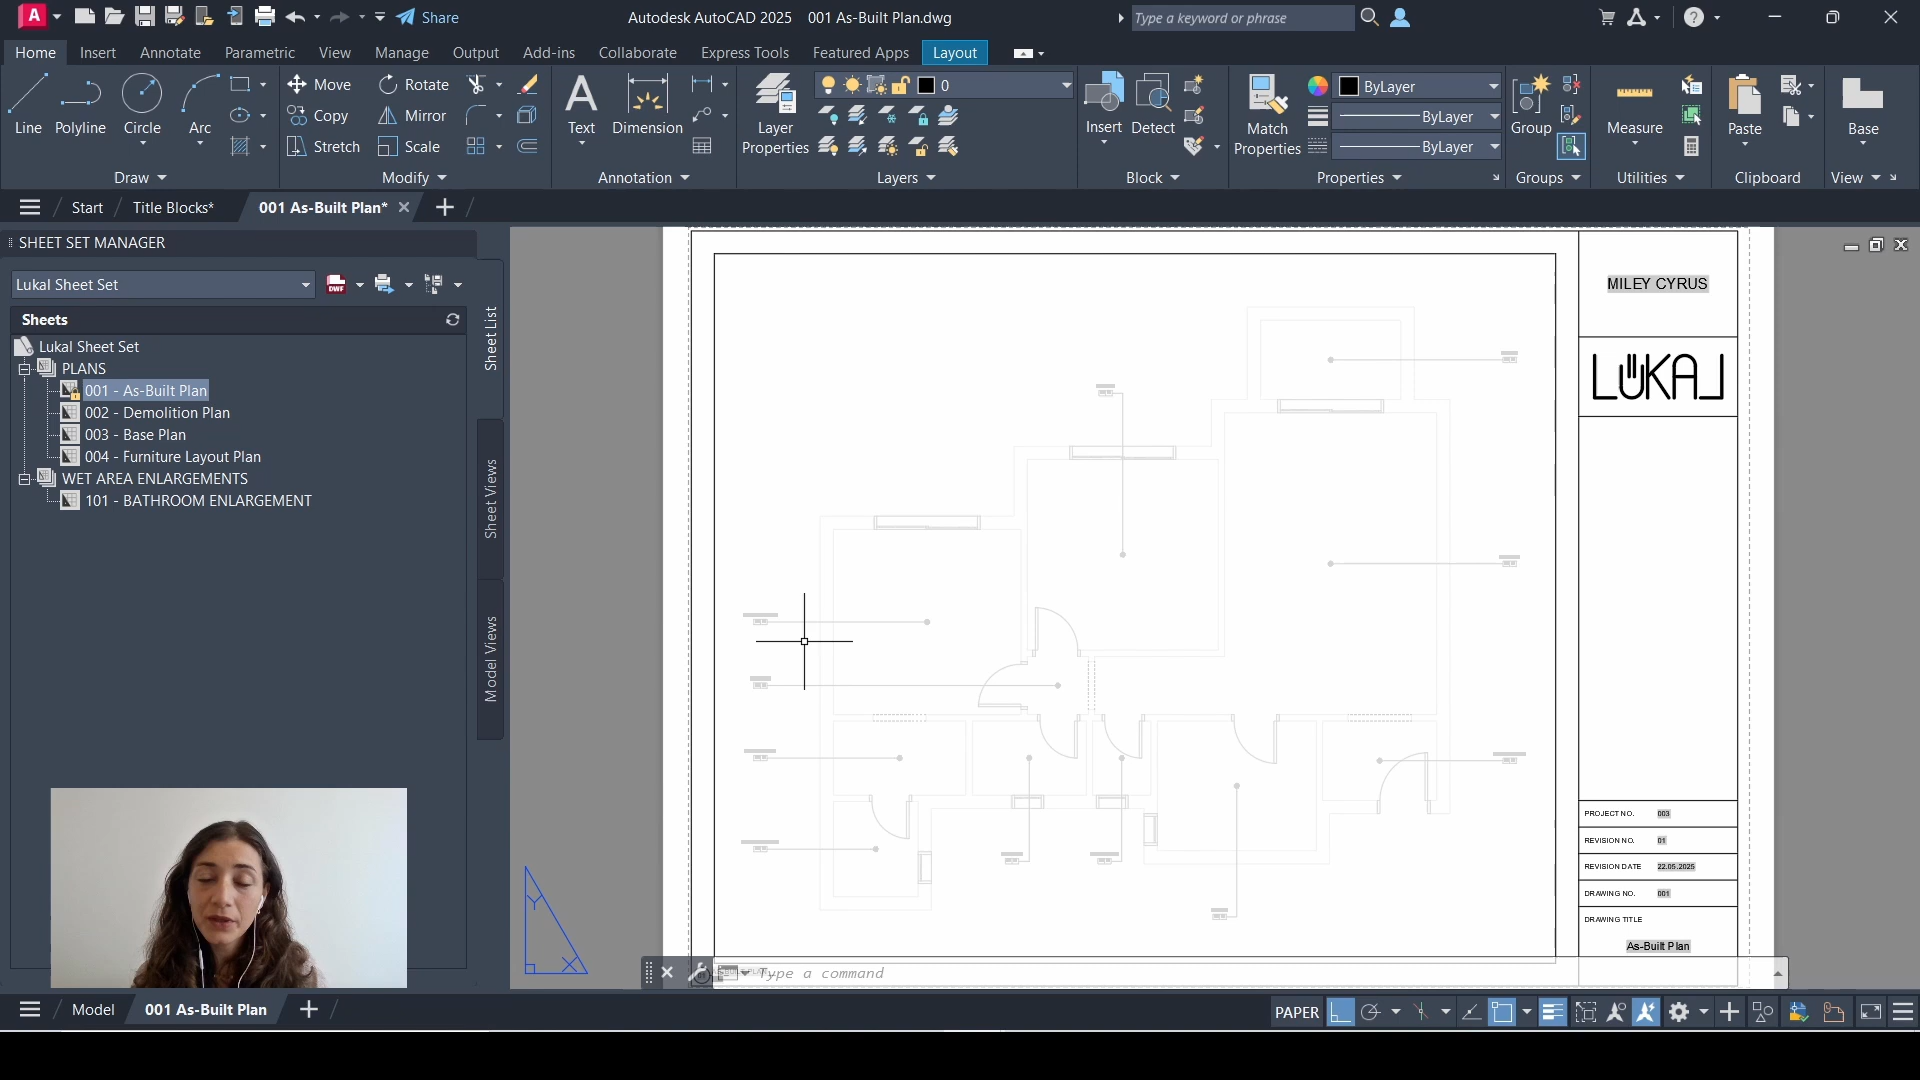 Share
Autodesk AutoCAD 2025 001 As-Built Plan.dwg
Type a keyword or phrase
Home Insert Annotate Parametric View Manage Output Add-ins Collaborate Express Tools Featured Apps Layout
Line
Polyline
Circle
Arc
Move
Rotate
Copy
Mirror
Stretch
Scale
Text
Dimension
Layer
Properties
0
Insert
Detect
Match
Properties
ByLayer
ByLayer
ByLayer
Group
Measure
Paste
Base
Draw
Modify
Annotation
Layers
Block
Properties
Groups
Utilities
Clipboard
View
Start Title Blocks* 001 As-Built Plan*
SHEET SET MANAGER
Lukal Sheet Set
DWF
Sheets
Lukal Sheet Set
PLANS
001 - As-Built Plan
002 - Demolition Plan
003 - Base Plan
004 - Furniture Layout Plan
WET AREA ENLARGEMENTS
101 - BATHROOM ENLARGEMENT
Sheet List
Sheet Views
Model Views
MILEY CYRUS
LUKAL
PROJECT NO. 003
REVISION NO. 01
REVISION DATE 22.05.2025
DRAWING NO. 001
DRAWING TITLE
As-Built Plan
Y
X
Type a command
Model 001 As-Built Plan
PAPER